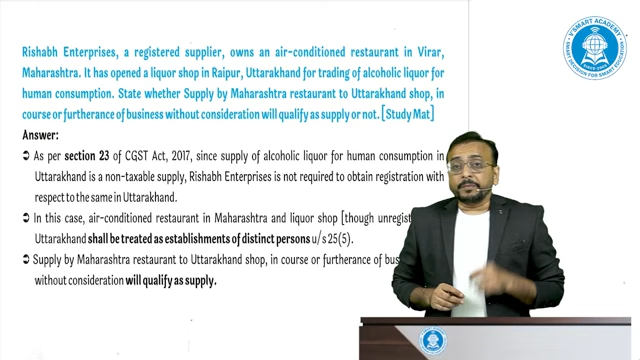 Rishabh Enterprises, a registered supplier, owns an air-conditioned restaurant in Virar,
Maharashtra. It has opened a liquor shop in Raipur, Uttarakhand for trading of alcoholic liquor for
human consumption. State whether Supply by Maharashtra restaurant to Uttarakhand shop, in
course or furtherance of business without consideration will qualify as supply or not. [Study Mat]
Answer:
➲ As per section 23 of CGST Act, 2017, since supply of alcoholic liquor for human consumption in
Uttarakhand is a non-taxable supply, Rishabh Enterprises is not required to obtain registration with
respect to the same in Uttarakhand.
➲ In this case, air-conditioned restaurant in Maharashtra and liquor shop [though
Uttarakhand shall be treated as establishments of distinct persons u/s 25(5).
➲ Supply by Maharashtra restaurant to Uttarakhand shop, in course or furtherance of
without consideration will qualify as supply.
V SMART ACADEMY